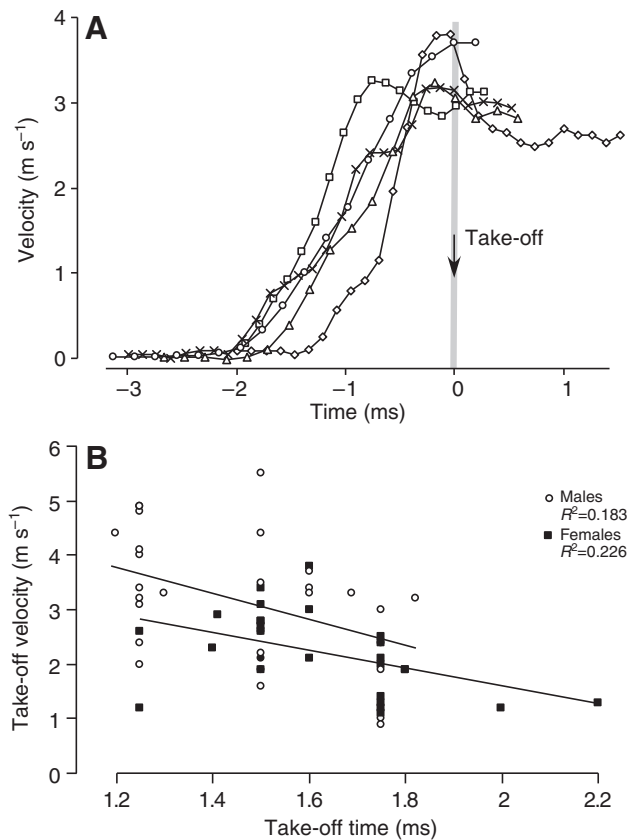 A
4
3
2
1
0
Velocity (m s⁻¹)
Take-off
−3
−2
−1
0
1
Time (ms)
B
6
5
4
3
2
1
0
Take-off velocity (m s⁻¹)
Males
R²=0.183
Females
R²=0.226
1.2
1.4
1.6
1.8
2
2.2
Take-off time (ms)